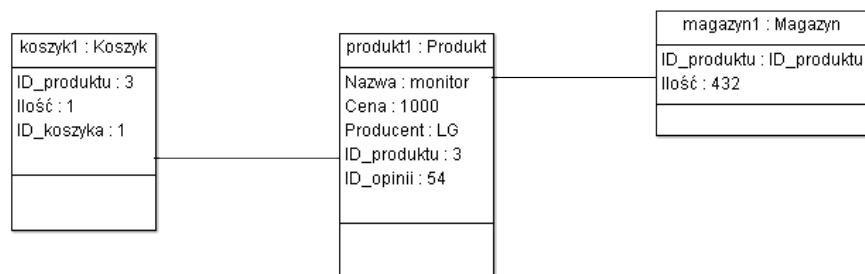 koszyk1 : Koszyk
ID_produktu : 3
Ilość : 1
ID_koszyka : 1
produkt1 : Produkt
Nazwa : monitor
Cena : 1000
Producent : LG
ID_produktu : 3
ID_opinii : 54
magazyn1 : Magazyn
ID_produktu : ID_produktu
Ilość : 432